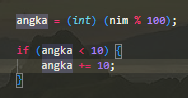 angka = (int) (nim % 100);
if (angka < 10) {
angka += 10;
}